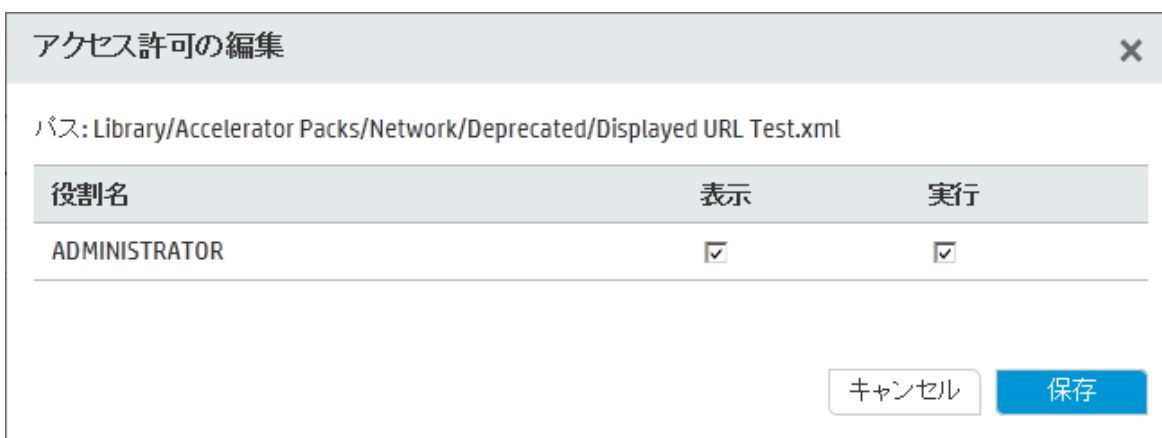 アクセス許可の編集
パス: Library/Accelerator Packs/Network/Deprecated/Displayed URL Test.xml
役割名 表示 実行
ADMINISTRATOR
キャンセル 保存